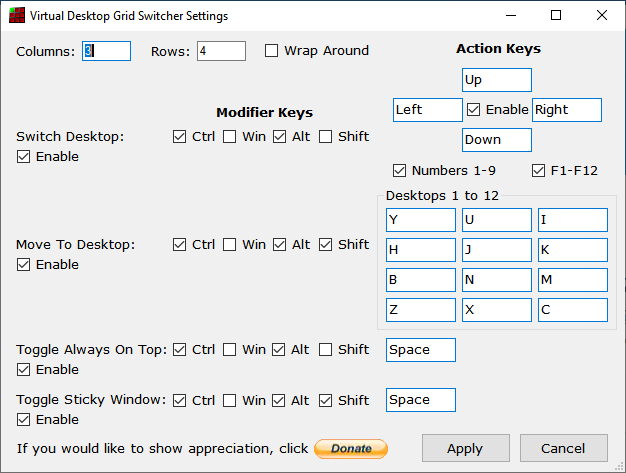 Virtual Desktop Grid Switcher Settings
Columns: 3 Rows: 4 Wrap Around
Action Keys
Up
Left Enable Right
Down
Modifier Keys
Switch Desktop: Ctrl Win Alt Shift
Enable
Numbers 1-9 F1-F12
Desktops 1 to 12
Y U I
H J K
B N M
Z X C
Move To Desktop: Ctrl Win Alt Shift
Enable
Toggle Always On Top: Ctrl Win Alt Shift Space
Enable
Toggle Sticky Window: Ctrl Win Alt Shift Space
Enable
If you would like to show appreciation, click Donate Apply Cancel